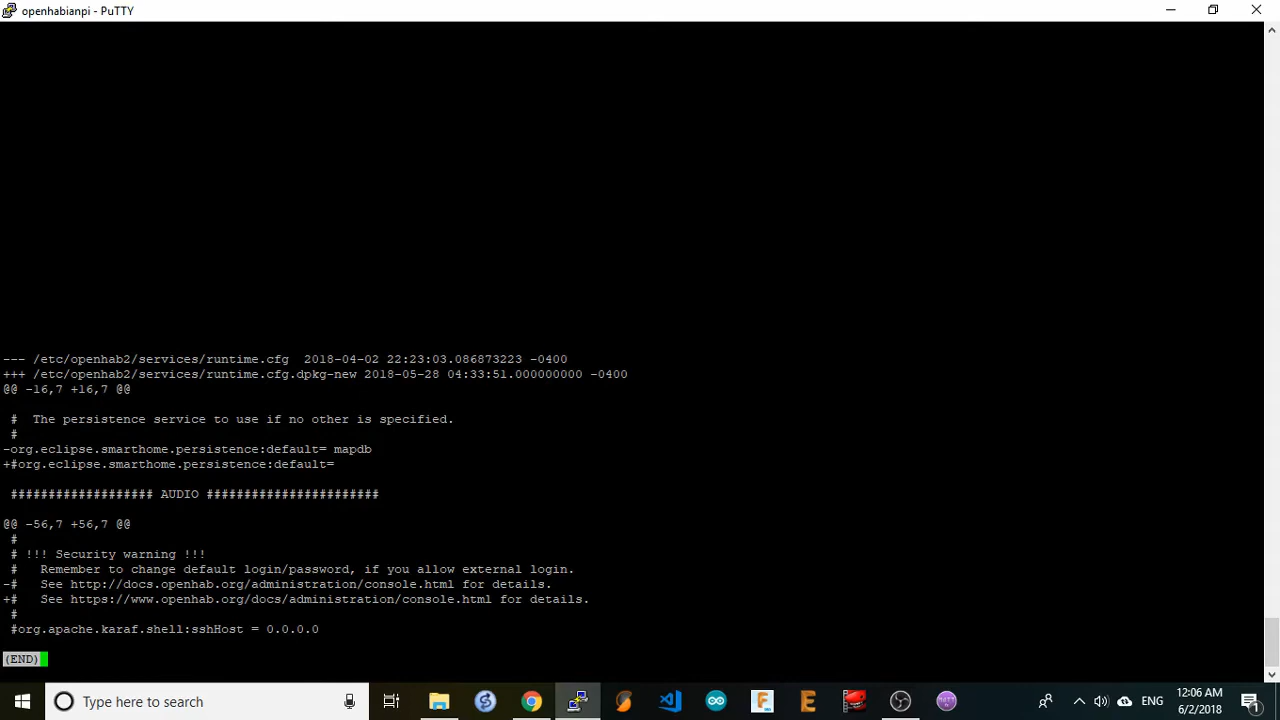 openhabianpi - PuTTY
--- /etc/openhab2/services/runtime.cfg  2018-04-02 22:23:03.086873223 -0400
+++ /etc/openhab2/services/runtime.cfg.dpkg-new 2018-05-28 04:33:51.000000000 -0400
@@ -16,7 +16,7 @@
 #  The persistence service to use if no other is specified.
 #
-org.eclipse.smarthome.persistence:default= mapdb
+#org.eclipse.smarthome.persistence:default=
 ################### AUDIO #######################
@@ -56,7 +56,7 @@
 #
 # !!! Security warning !!!
 #   Remember to change default login/password, if you allow external login.
-#   See http://docs.openhab.org/administration/console.html for details.
+#   See https://www.openhab.org/docs/administration/console.html for details.
 #
 #org.apache.karaf.shell:sshHost = 0.0.0.0
(END)
Type here to search
ENG
12:06 AM
6/2/2018
1